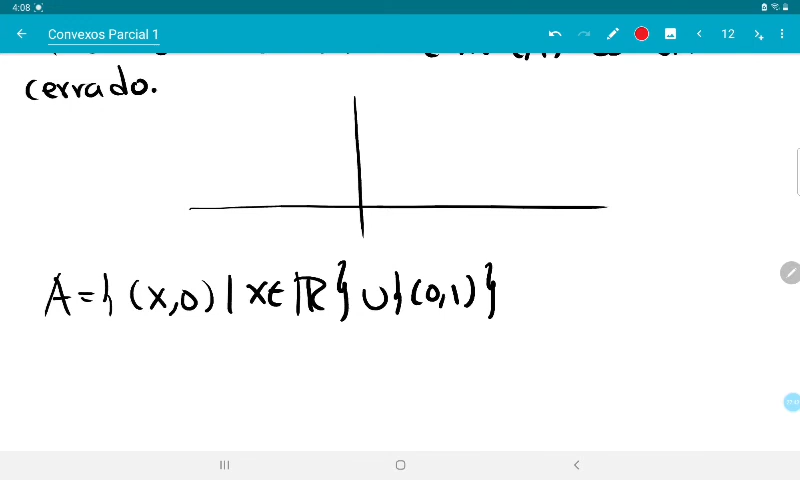 4:08
Convexos Parcial 1
12
cerrado.
A = { (x,0) | x ∈ ℝ } ∪ { (0,1) }